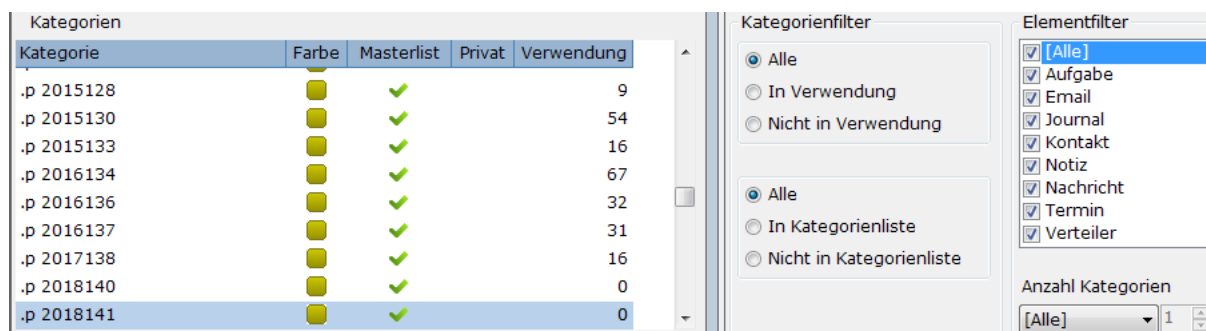 Kategorien
Kategorie Farbe Masterlist Privat Verwendung
.p 2015128 9
.p 2015130 54
.p 2015133 16
.p 2016134 67
.p 2016136 32
.p 2016137 31
.p 2017138 16
.p 2018140 0
.p 2018141 0
Kategorienfilter
Alle
In Verwendung
Nicht in Verwendung
Alle
In Kategorienliste
Nicht in Kategorienliste
Elementfilter
[Alle]
Aufgabe
Email
Journal
Kontakt
Notiz
Nachricht
Termin
Verteiler
Anzahl Kategorien
[Alle] 1